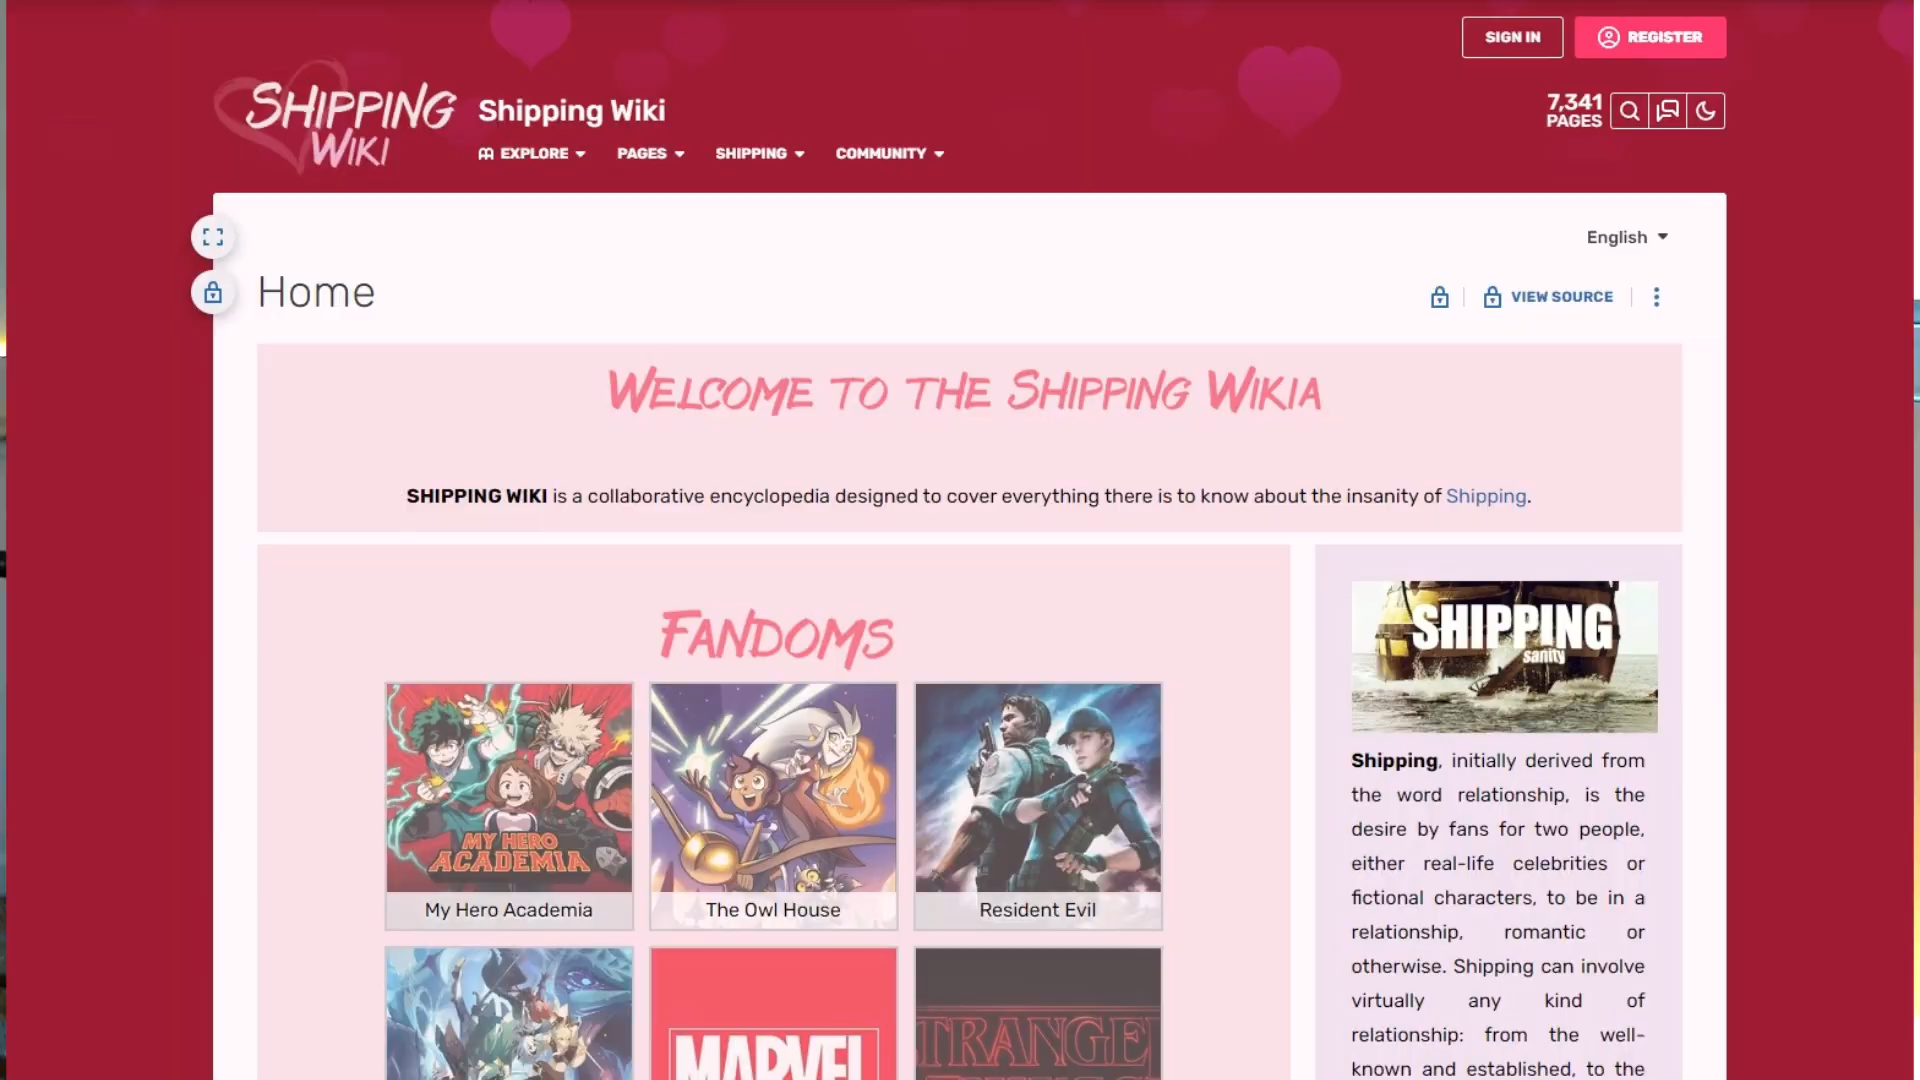 SIGN IN
REGISTER
SHIPPING
WIKI
Shipping Wiki
7,341
PAGES
EXPLORE
PAGES
SHIPPING
COMMUNITY
English
Home
VIEW SOURCE
WELCOME TO THE SHIPPING WIKIA
SHIPPING WIKI is a collaborative encyclopedia designed to cover everything there is to know about the insanity of Shipping.
FANDOMS
MY HERO
ACADEMIA
My Hero Academia
The Owl House
Resident Evil
MARVEL
STRANGE
SHIPPING
sanity
Shipping, initially derived from
the word relationship, is the
desire by fans for two people,
either real-life celebrities or
fictional characters, to be in a
relationship, romantic or
otherwise. Shipping can involve
virtually any kind of
relationship: from the well-
known and established, to the